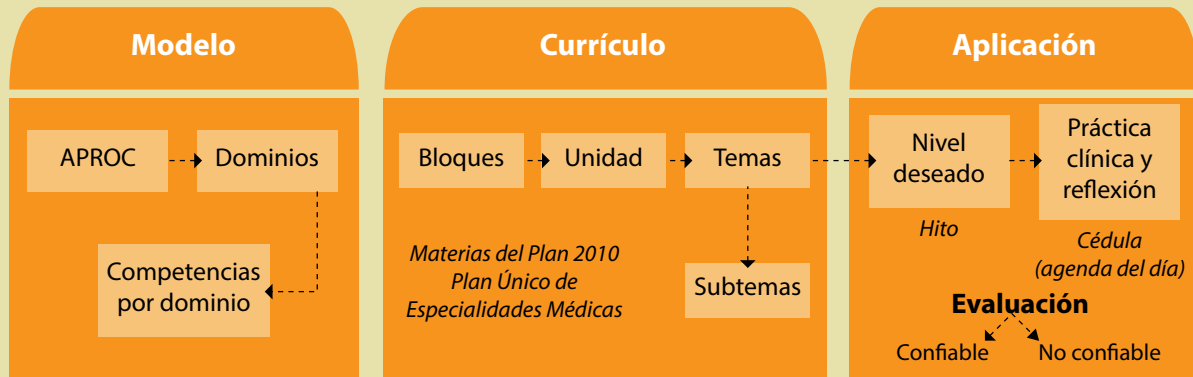 Modelo
APROC
Dominios
Competencias
por dominio
Currículo
Bloques
Unidad
Temas
Subtemas
Materias del Plan 2010
Plan Único de
Especialidades Médicas
Aplicación
Nivel
deseado
Hito
Práctica
clínica y
reflexión
Cédula
(agenda del día)
Evaluación
Confiable
No confiable